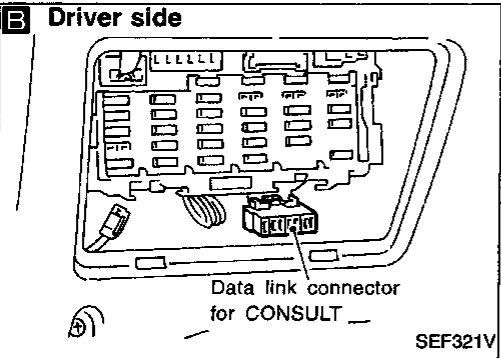 B Driver side
Data link connector
for CONSULT
SEF321V